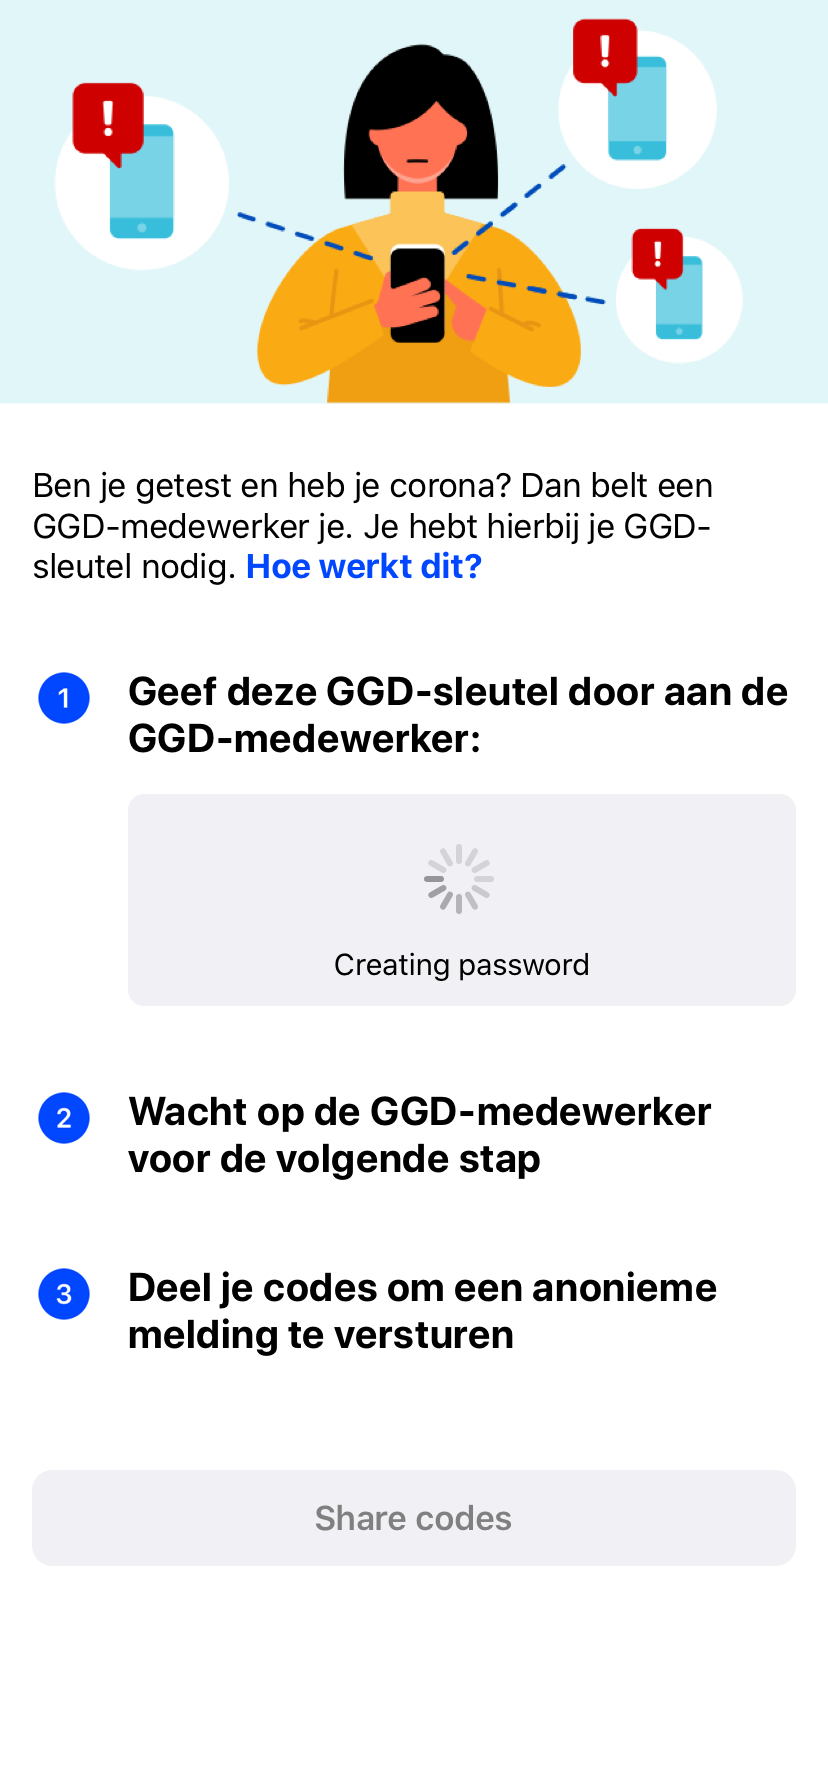 !
!
!
Ben je getest en heb je corona? Dan belt een
GGD-medewerker je. Je hebt hierbij je GGD-
sleutel nodig. Hoe werkt dit?
1
Geef deze GGD-sleutel door aan de
GGD-medewerker:
Creating password
2
Wacht op de GGD-medewerker
voor de volgende stap
3
Deel je codes om een anonieme
melding te versturen
Share codes